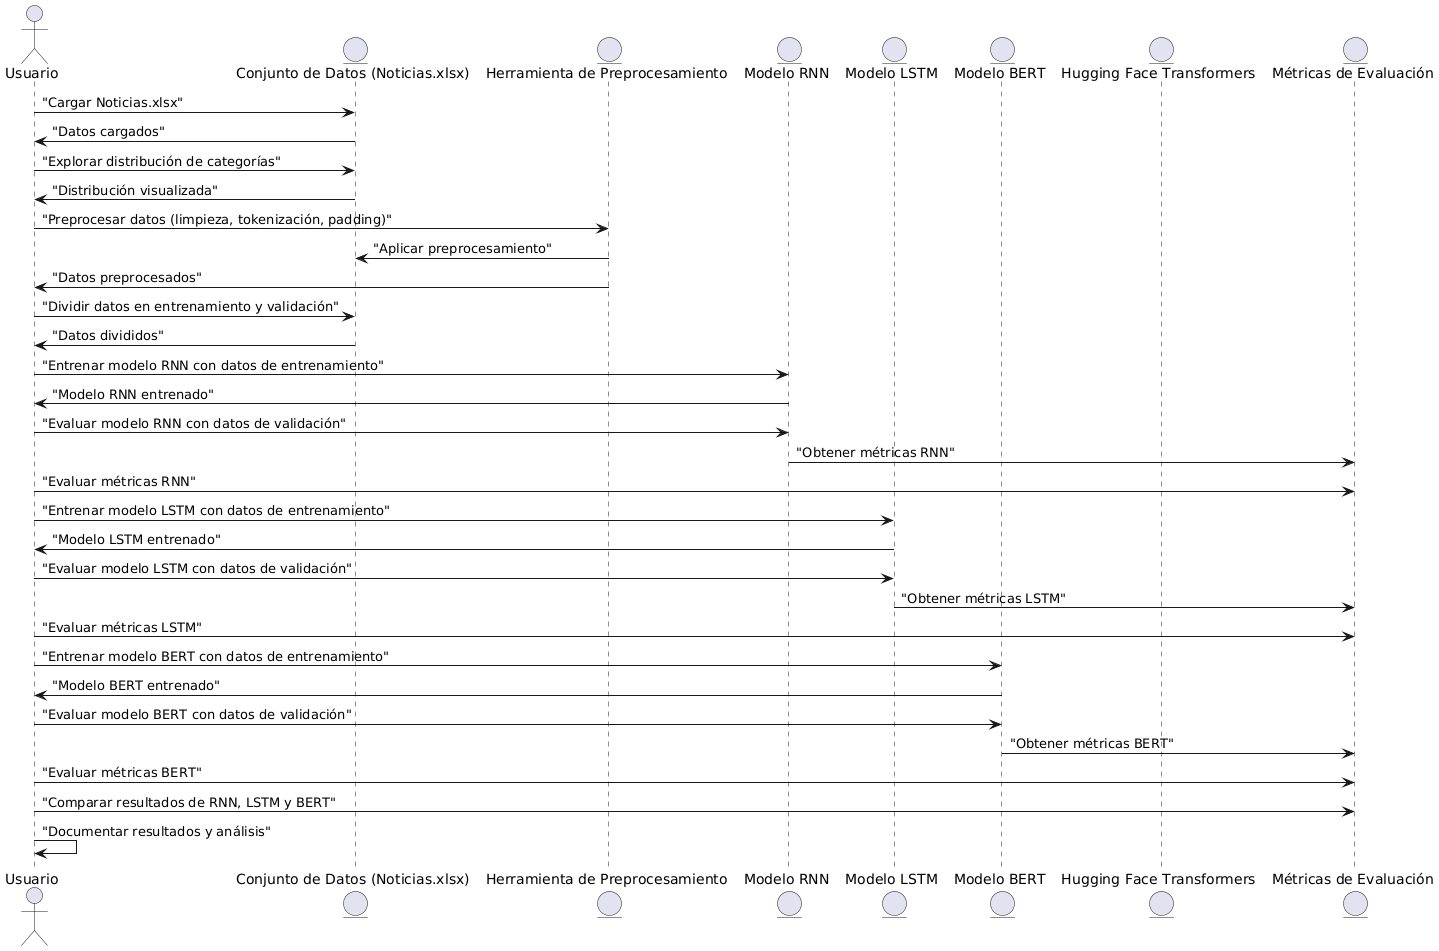 Usuario
Conjunto de Datos (Noticias.xlsx)
Herramienta de Preprocesamiento
Modelo RNN
Modelo LSTM
Modelo BERT
Hugging Face Transformers
Métricas de Evaluación
"Cargar Noticias.xlsx"
"Datos cargados"
"Explorar distribución de categorías"
"Distribución visualizada"
"Preprocesar datos (limpieza, tokenización, padding)"
"Aplicar preprocesamiento"
"Datos preprocesados"
"Dividir datos en entrenamiento y validación"
"Datos divididos"
"Entrenar modelo RNN con datos de entrenamiento"
"Modelo RNN entrenado"
"Evaluar modelo RNN con datos de validación"
"Obtener métricas RNN"
"Evaluar métricas RNN"
"Entrenar modelo LSTM con datos de entrenamiento"
"Modelo LSTM entrenado"
"Evaluar modelo LSTM con datos de validación"
"Obtener métricas LSTM"
"Evaluar métricas LSTM"
"Entrenar modelo BERT con datos de entrenamiento"
"Modelo BERT entrenado"
"Evaluar modelo BERT con datos de validación"
"Obtener métricas BERT"
"Evaluar métricas BERT"
"Comparar resultados de RNN, LSTM y BERT"
"Documentar resultados y análisis"
Usuario
Conjunto de Datos (Noticias.xlsx)
Herramienta de Preprocesamiento
Modelo RNN
Modelo LSTM
Modelo BERT
Hugging Face Transformers
Métricas de Evaluación